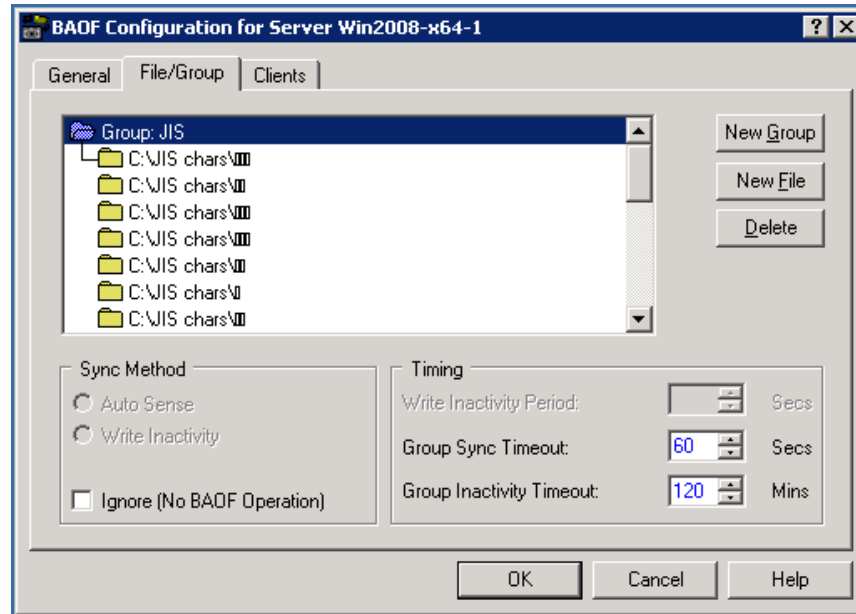 BAOF Configuration for Server Win2008-x64-1
General File/Group Clients
Group: JIS
C:\JIS chars\
C:\JIS chars\
C:\JIS chars\
C:\JIS chars\
C:\JIS chars\
C:\JIS chars\
C:\JIS chars\
New Group
New File
Delete
Sync Method
Auto Sense
Write Inactivity
Ignore (No BAOF Operation)
Timing
Write Inactivity Period: Secs
Group Sync Timeout: 60 Secs
Group Inactivity Timeout: 120 Mins
OK Cancel Help